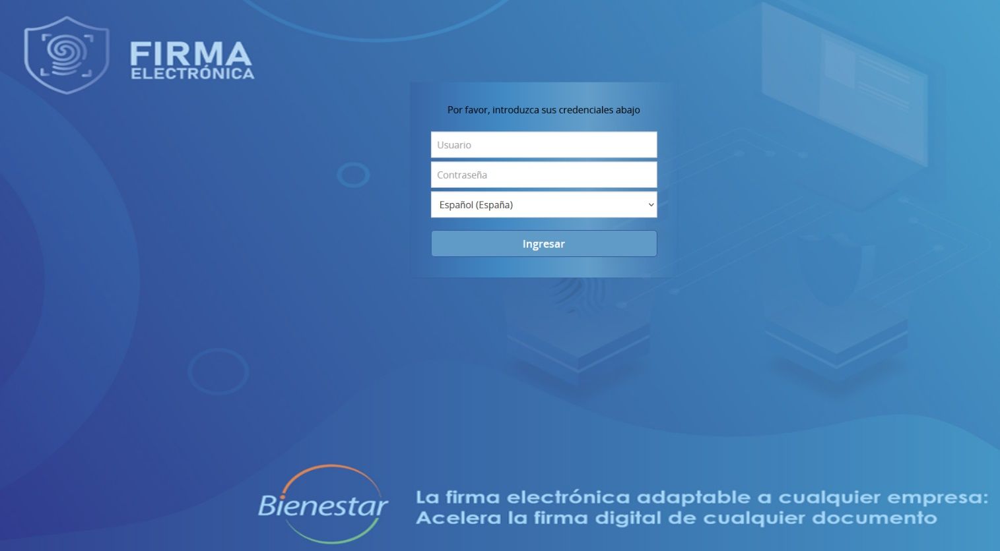 FIRMA
ELECTRÓNICA
Por favor, introduzca sus credenciales abajo
Usuario
Contraseña
Español (España)
Ingresar
Bienestar
La firma electrónica adaptable a cualquier empresa:
Acelera la firma digital de cualquier documento